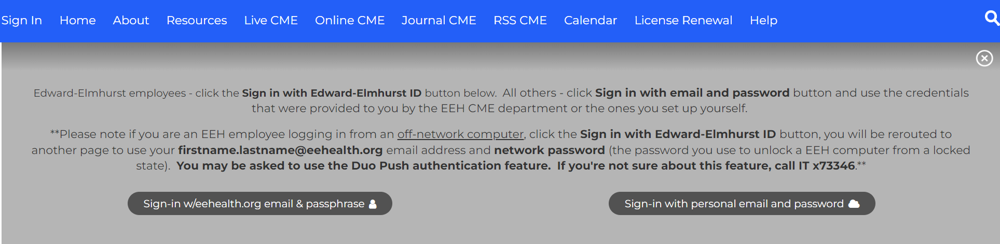 Sign In Home About Resources Live CME Online CME Journal CME RSS CME Calendar License Renewal Help
Edward-Elmhurst employees - click the Sign in with Edward-Elmhurst ID button below. All others - click Sign in with email and password button and use the credentials
that were provided to you by the EEH CME department or the ones you set up yourself.
**Please note if you are an EEH employee logging in from an off-network computer, click the Sign in with Edward-Elmhurst ID button, you will be rerouted to
another page to use your firstname.lastname@eehealth.org email address and network password (the password you use to unlock a EEH computer from a locked
state). You may be asked to use the Duo Push authentication feature. If you're not sure about this feature, call IT x73346.**
Sign-in w/eehealth.org email & passphrase Sign-in with personal email and password